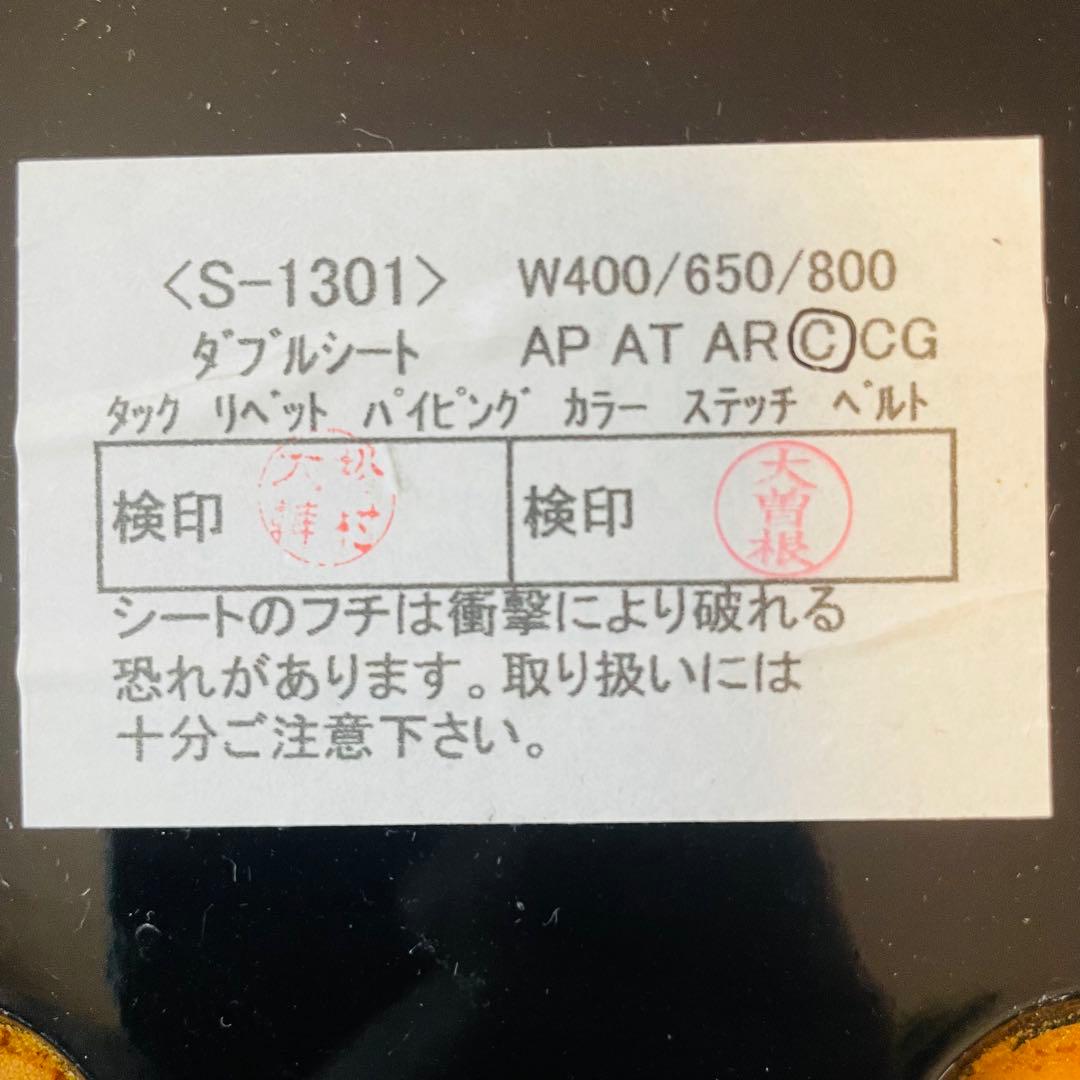 <S-1301> W400/650/800
ﾀﾞﾌﾞﾙシート AP AT AR C CG
ﾀｯｸ ﾘﾍﾞｯﾄ ﾊﾟｲﾋﾟﾝｸﾞ ｶﾗｰ ｽﾃｯﾁ ﾍﾞﾙﾄ
検印 検印 大曽根
シートのフチは衝撃により破れる
恐れがあります。取り扱いには
十分ご注意下さい。